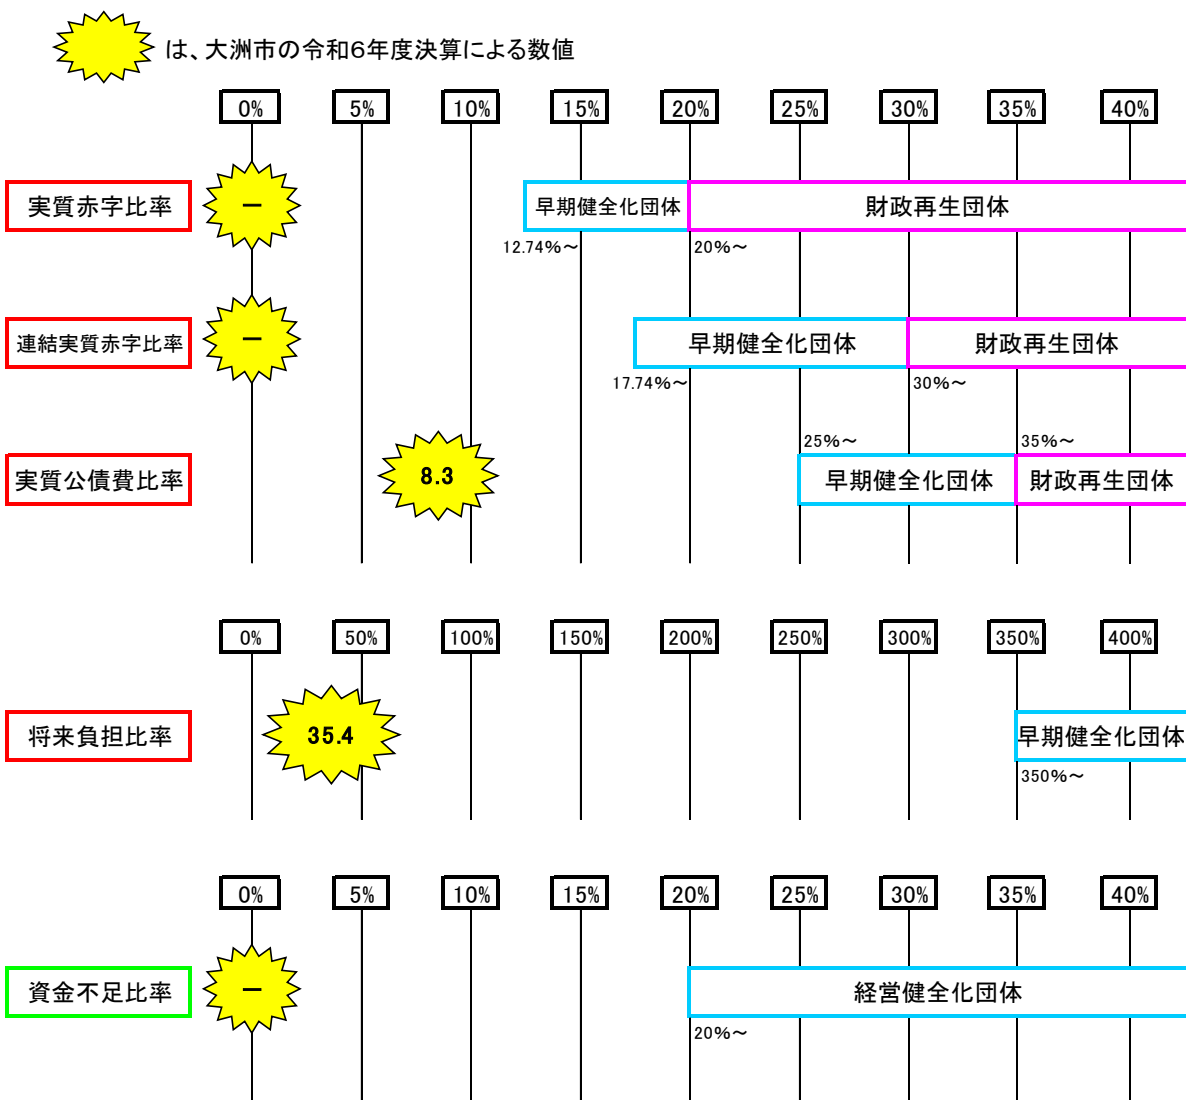 は、大洲市の令和6年度決算による数値
0% 5% 10% 15% 20% 25% 30% 35% 40%
実質赤字比率 － 早期健全化団体 財政再生団体
12.74%～ 20%～
連結実質赤字比率 － 早期健全化団体 財政再生団体
17.74%～ 30%～
25%～ 35%～
実質公債費比率 8.3 早期健全化団体 財政再生団体
0% 50% 100% 150% 200% 250% 300% 350% 400%
将来負担比率 35.4 早期健全化団体
350%～
0% 5% 10% 15% 20% 25% 30% 35% 40%
資金不足比率 － 経営健全化団体
20%～